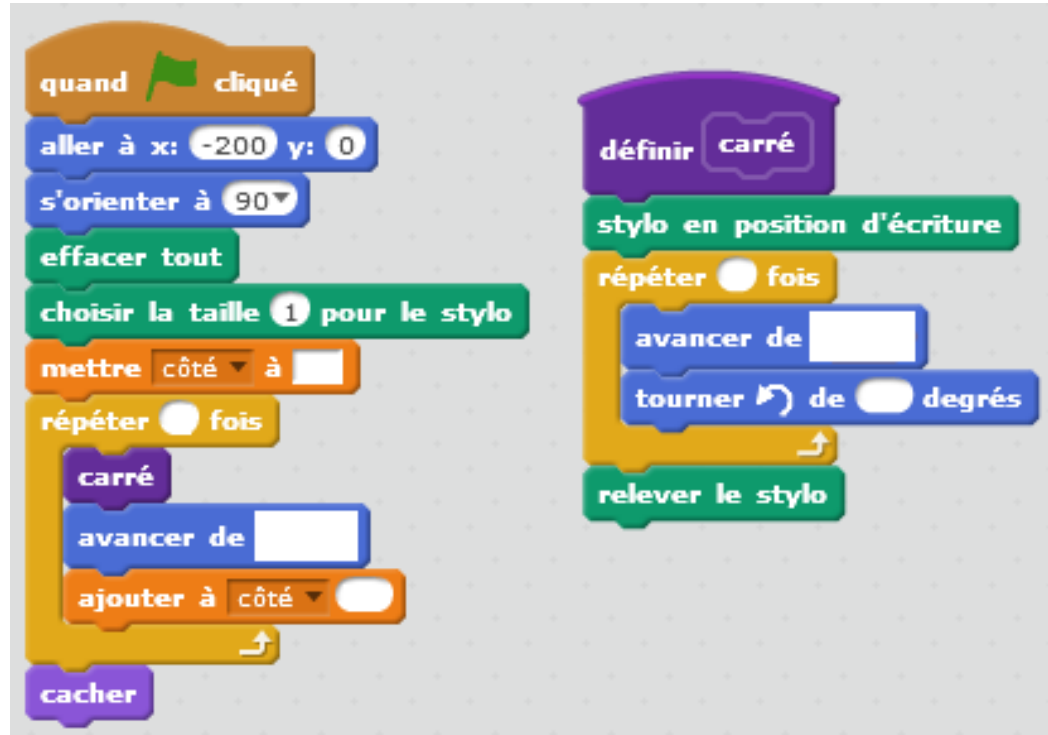 quand cliqué
aller à x: -200 y: 0
s'orienter à 90
effacer tout
choisir la taille 1 pour le stylo
mettre côté à
répéter fois
carré
avancer de
ajouter à côté
cacher
définir carré
stylo en position d'écriture
répéter fois
avancer de
tourner de degrés
relever le stylo